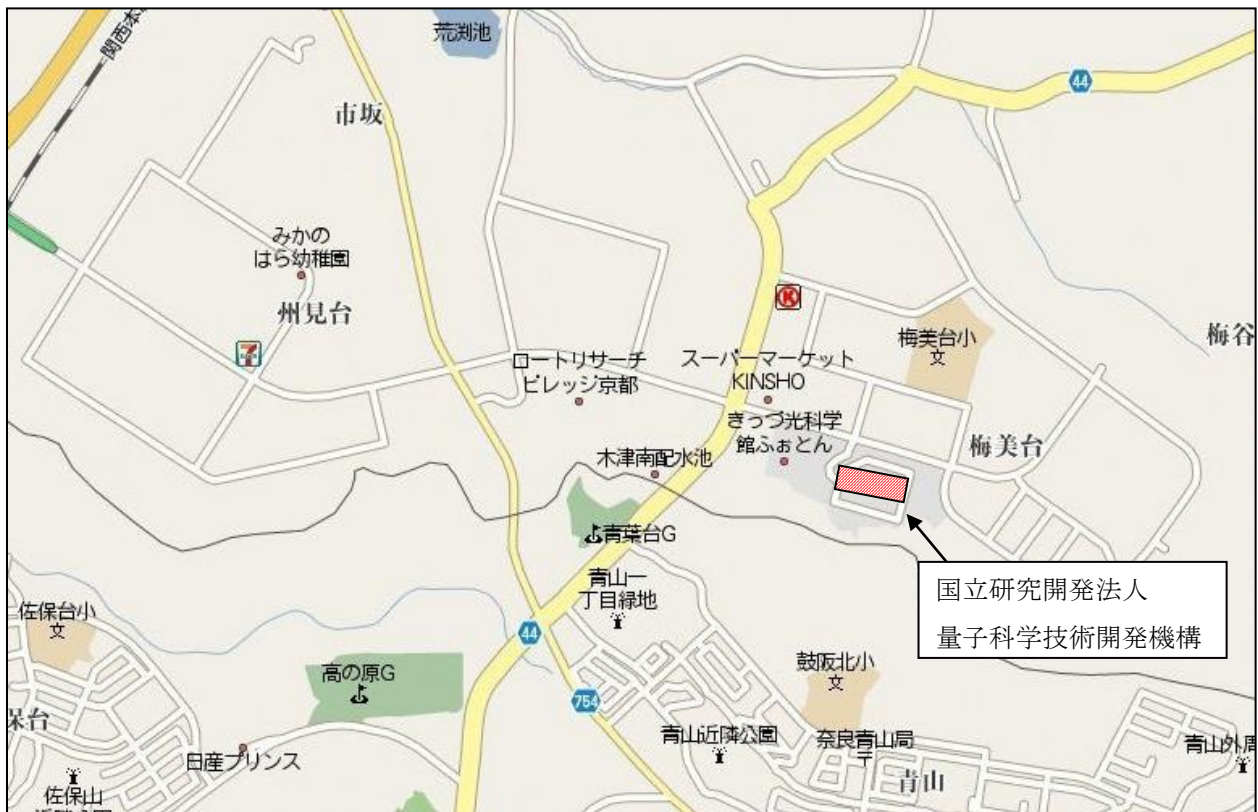 関西本
荒渊池
44
市坂
みかの
はら幼稚園
州見台
7
K
梅美台小
文
梅谷
ロートリサーチ
ビレッジ京都
スーパーマーケット
KINSHO
きっづ光科学
館ふぉとん
梅美台
木津南配水池
青葉台G
国立研究開発法人
量子科学技術開発機構
青山一
丁目緑地
佐保台小
文
44
高の原G
鼓阪北小
文
754
保台
日産プリンス
青山近隣公園
奈良青山局
〒
青山外周
青山
佐保山